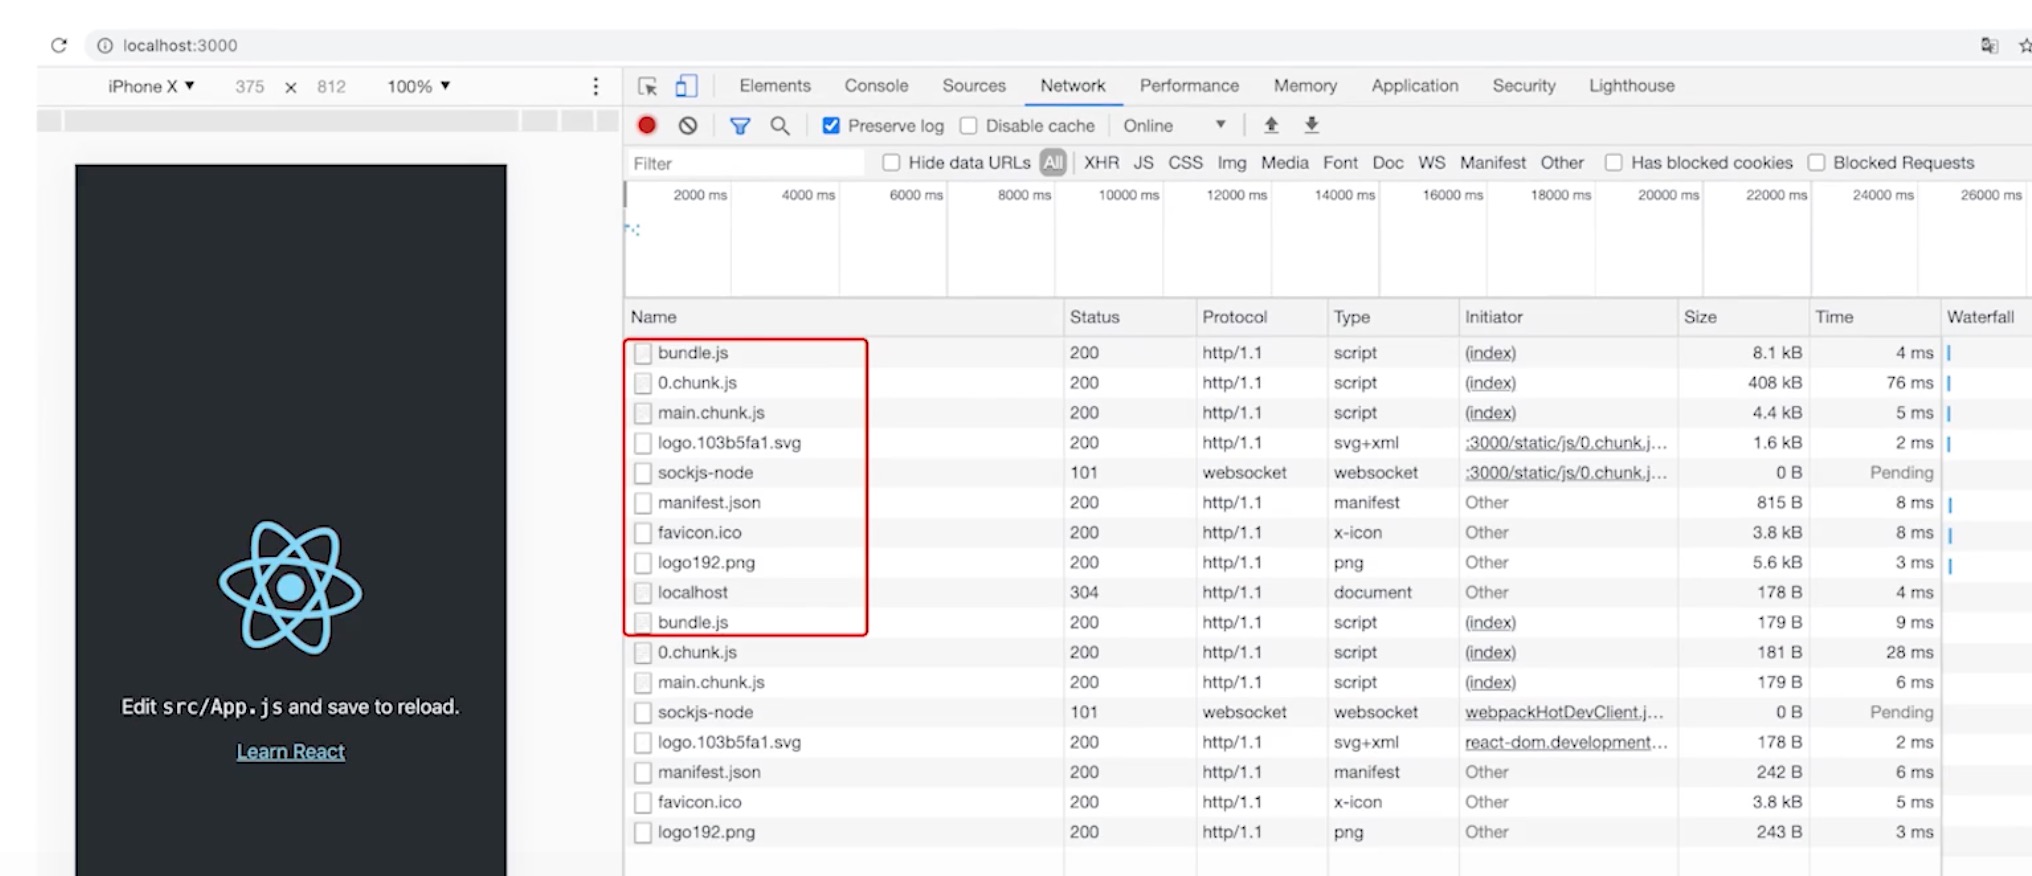 localhost:3000
iPhone X ▼ 375 × 812 100% ▼
Elements Console Sources Network Performance Memory Application Security Lighthouse
Preserve log Disable cache Online ▼
Filter Hide data URLs All XHR JS CSS Img Media Font Doc WS Manifest Other Has blocked cookies Blocked Requests
2000 ms 4000 ms 6000 ms 8000 ms 10000 ms 12000 ms 14000 ms 16000 ms 18000 ms 20000 ms 22000 ms 24000 ms 26000 ms
Name Status Protocol Type Initiator Size Time Waterfall
bundle.js 200 http/1.1 script (index) 8.1 kB 4 ms
0.chunk.js 200 http/1.1 script (index) 408 kB 76 ms
main.chunk.js 200 http/1.1 script (index) 4.4 kB 5 ms
logo.103b5fa1.svg 200 http/1.1 svg+xml :3000/static/js/0.chunk.j... 1.6 kB 2 ms
sockjs-node 101 websocket websocket :3000/static/js/0.chunk.j... 0 B Pending
manifest.json 200 http/1.1 manifest Other 815 B 8 ms
favicon.ico 200 http/1.1 x-icon Other 3.8 kB 8 ms
logo192.png 200 http/1.1 png Other 5.6 kB 3 ms
localhost 304 http/1.1 document Other 178 B 4 ms
bundle.js 200 http/1.1 script (index) 179 B 9 ms
0.chunk.js 200 http/1.1 script (index) 181 B 28 ms
main.chunk.js 200 http/1.1 script (index) 179 B 6 ms
sockjs-node 101 websocket websocket webpackHotDevClient.j... 0 B Pending
logo.103b5fa1.svg 200 http/1.1 svg+xml react-dom.development... 178 B 2 ms
manifest.json 200 http/1.1 manifest Other 242 B 6 ms
favicon.ico 200 http/1.1 x-icon Other 3.8 kB 5 ms
logo192.png 200 http/1.1 png Other 243 B 3 ms
Edit src/App.js and save to reload.
Learn React